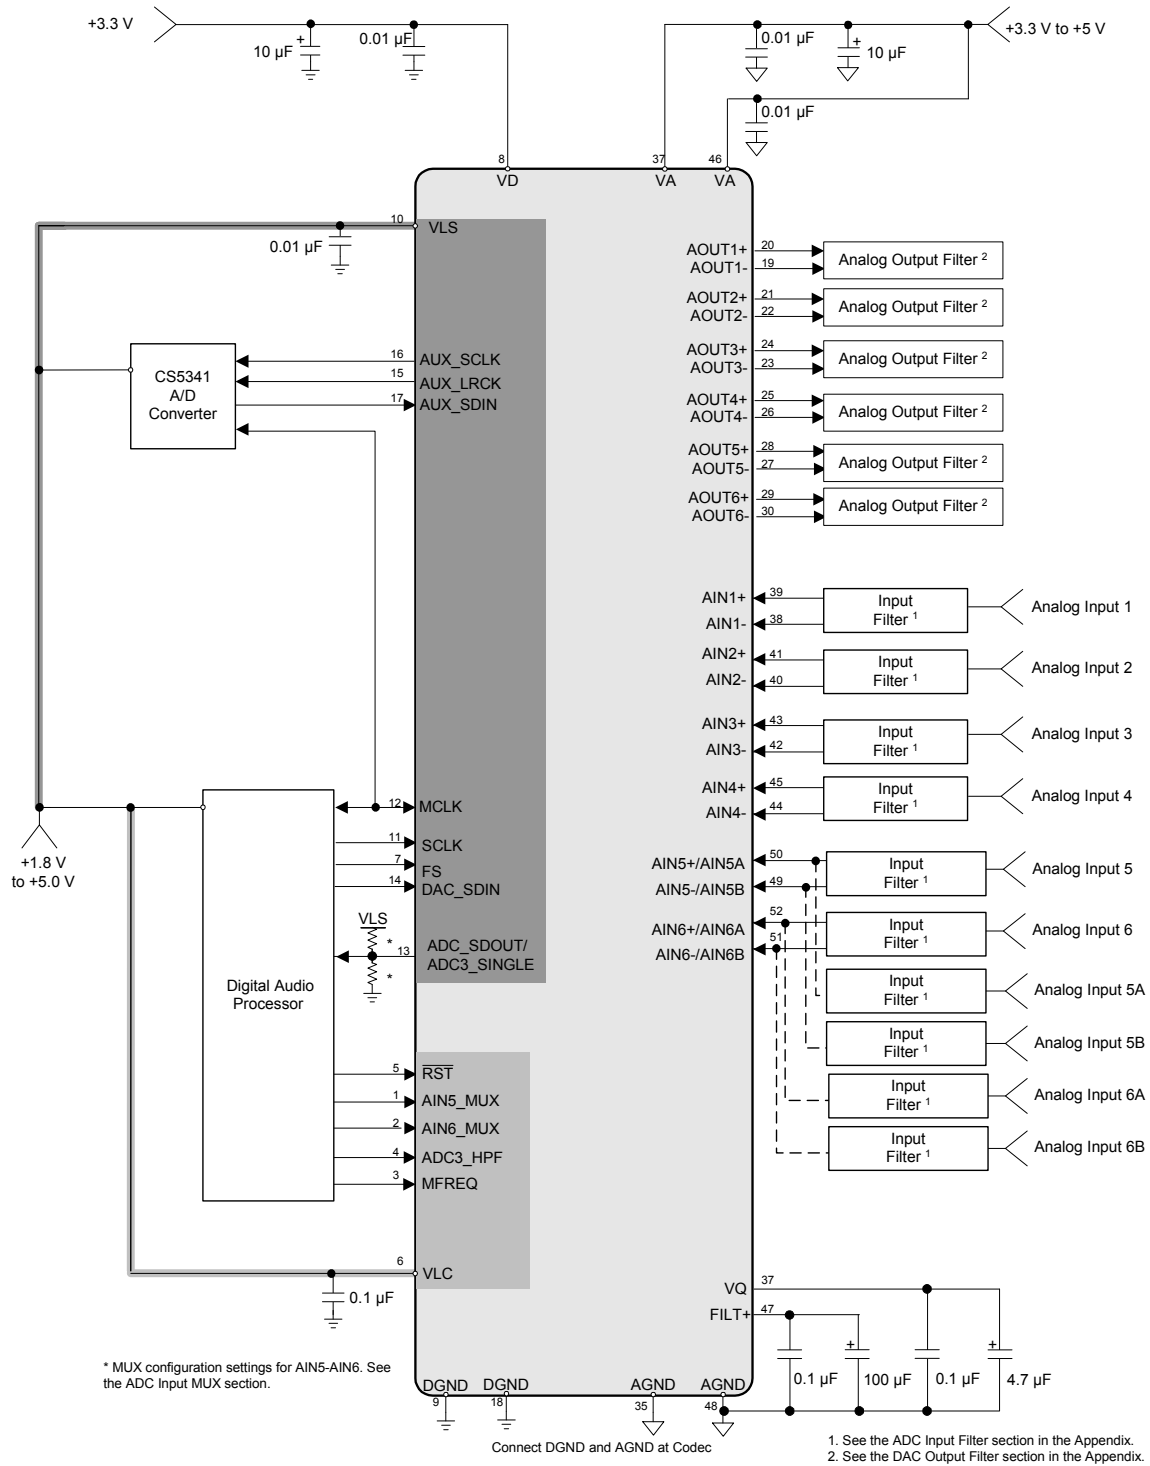 +3.3 V
10 µF
+
0.01 µF
0.01 µF
+
10 µF
+3.3 V to +5 V
0.01 µF
8
37
46
VD
VA
VA
10
VLS
0.01 µF
AOUT1+
20
AOUT1-
19
Analog Output Filter 2
AOUT2+
21
AOUT2-
22
Analog Output Filter 2
AOUT3+
24
AOUT3-
23
Analog Output Filter 2
AOUT4+
25
AOUT4-
26
Analog Output Filter 2
AOUT5+
28
AOUT5-
27
Analog Output Filter 2
AOUT6+
29
AOUT6-
30
Analog Output Filter 2
CS5341
A/D
Converter
16
AUX_SCLK
15
AUX_LRCK
17
AUX_SDIN
AIN1+
39
AIN1-
38
Input
Filter 1
Analog Input 1
AIN2+
41
AIN2-
40
Input
Filter 1
Analog Input 2
AIN3+
43
AIN3-
42
Input
Filter 1
Analog Input 3
AIN4+
45
AIN4-
44
Input
Filter 1
Analog Input 4
AIN5+/AIN5A
50
AIN5-/AIN5B
49
Input
Filter 1
Analog Input 5
AIN6+/AIN6A
52
AIN6-/AIN6B
51
Input
Filter 1
Analog Input 6
Input
Filter 1
Analog Input 5A
Input
Filter 1
Analog Input 5B
Input
Filter 1
Analog Input 6A
Input
Filter 1
Analog Input 6B
+1.8 V
to +5.0 V
Digital Audio
Processor
12
MCLK
11
SCLK
7
FS
14
DAC_SDIN
VLS
*
*
13
ADC_SDOUT/
ADC3_SINGLE
5
RST
1
AIN5_MUX
2
AIN6_MUX
4
ADC3_HPF
3
MFREQ
6
VLC
0.1 µF
VQ
37
FILT+
47
0.1 µF
+
100 µF
0.1 µF
+
4.7 µF
* MUX configuration settings for AIN5-AIN6. See
the ADC Input MUX section.
DGND
DGND
AGND
AGND
9
18
35
48
Connect DGND and AGND at Codec
1. See the ADC Input Filter section in the Appendix.
2. See the DAC Output Filter section in the Appendix.